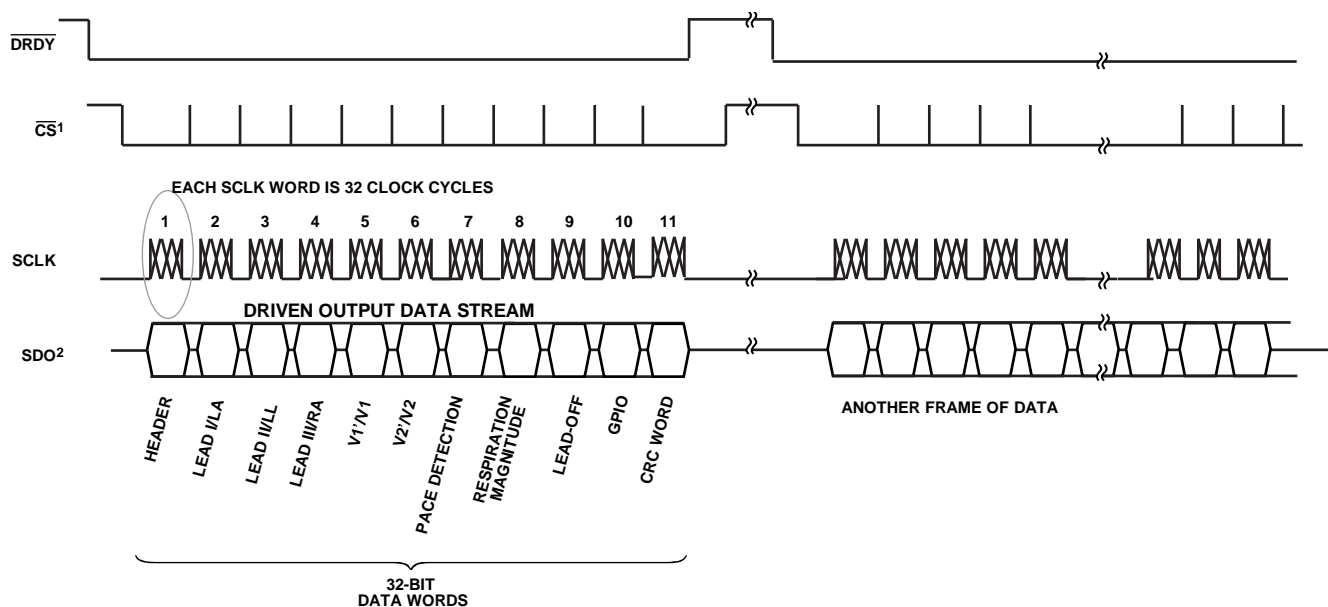 DRDY
CS1
EACH SCLK WORD IS 32 CLOCK CYCLES
1 2 3 4 5 6 7 8 9 10 11
SCLK
DRIVEN OUTPUT DATA STREAM
SDO2
HEADER
LEAD I/LA
LEAD II/LL
LEAD III/RA
V1'/V1
V2'/V2
PACE DETECTION
RESPIRATION
MAGNITUDE
LEAD-OFF
GPIO
CRC WORD
ANOTHER FRAME OF DATA
32-BIT
DATA WORDS